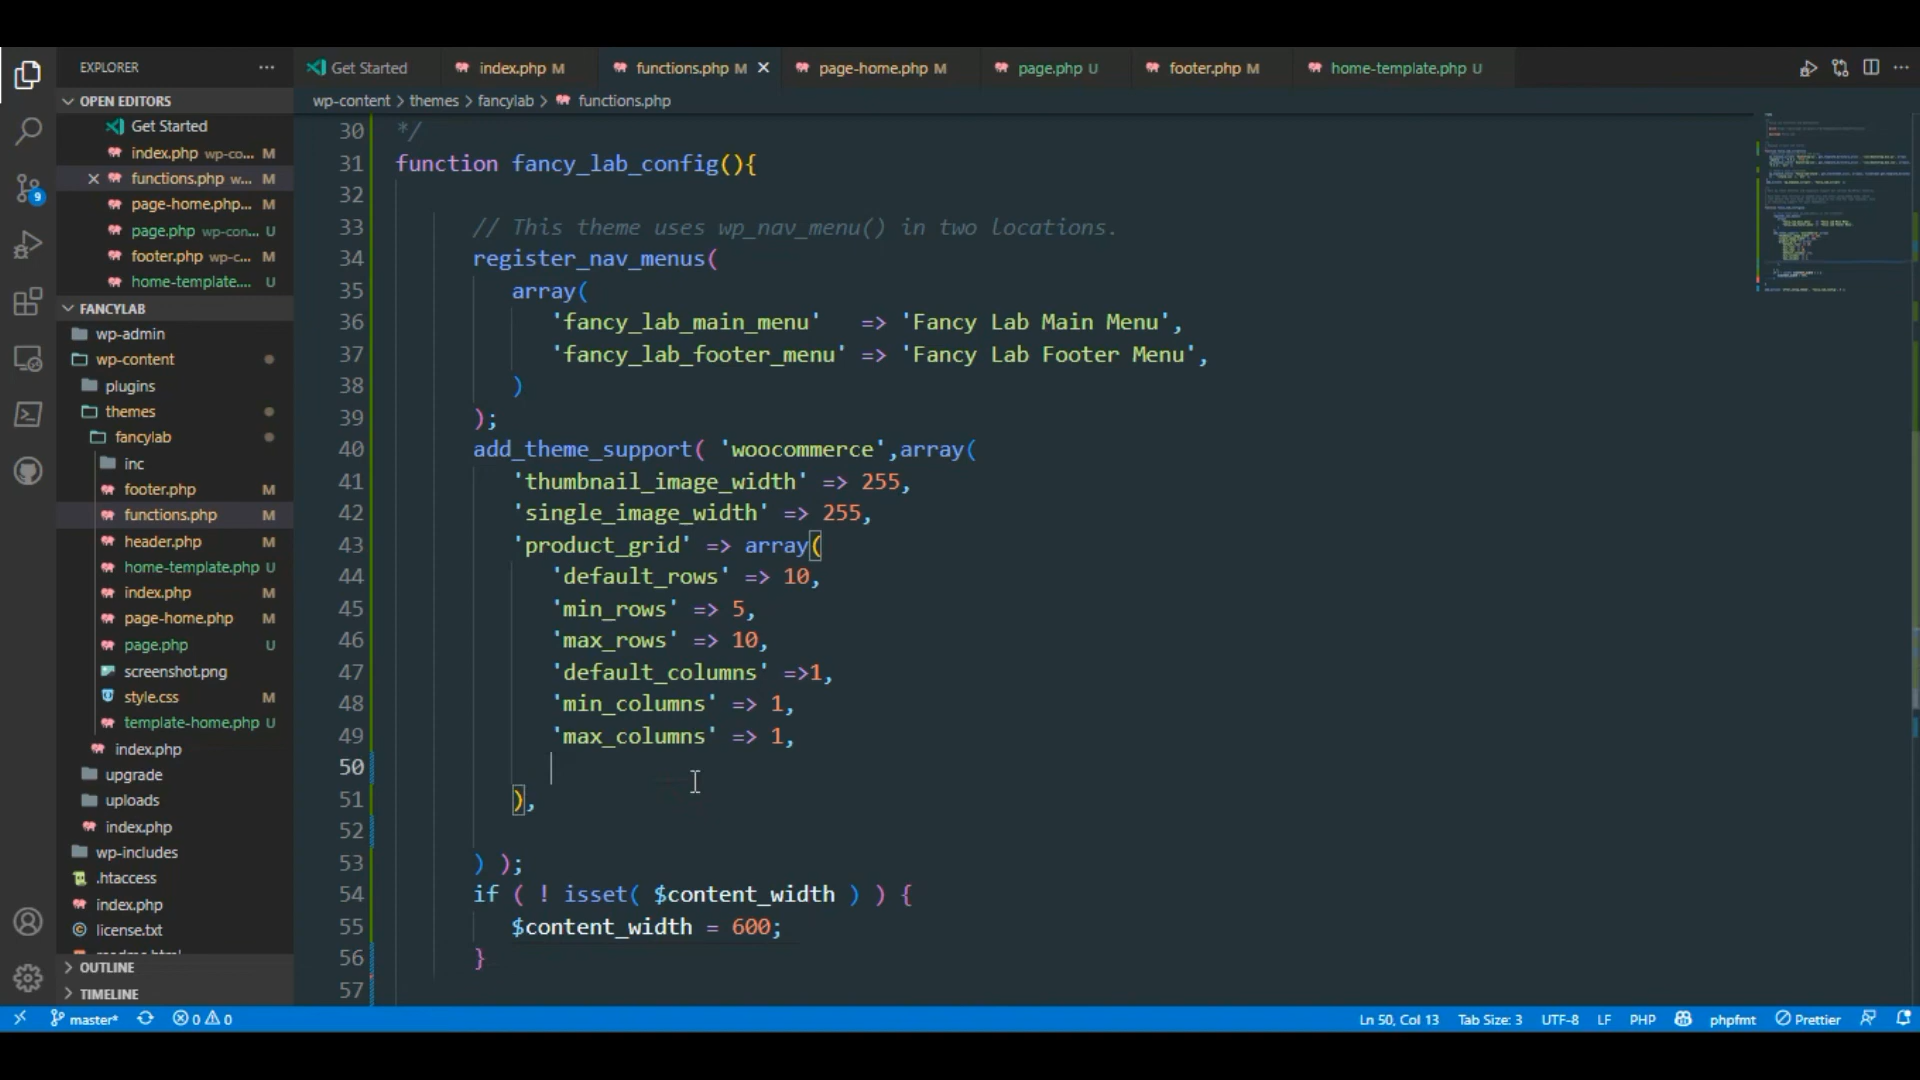 EXPLORER
···
Get Started
index.php M
functions.php M
page-home.php M
page.php U
footer.php M
home-template.php U
OPEN EDITORS
Get Started
index.php wp-co... M
functions.php w... M
page-home.php... M
page.php wp-con... U
footer.php wp-c... M
home-template.... U
FANCYLAB
wp-admin
wp-content
plugins
themes
fancylab
inc
footer.php M
functions.php M
header.php M
home-template.php U
index.php M
page-home.php M
page.php U
screenshot.png
style.css M
template-home.php U
index.php
upgrade
uploads
index.php
wp-includes
.htaccess
index.php
license.txt
OUTLINE
TIMELINE
9
wp-content > themes > fancylab > functions.php
30 */
31 function fancy_lab_config(){
32
33 // This theme uses wp_nav_menu() in two locations.
34 register_nav_menus(
35 array(
36 'fancy_lab_main_menu'   => 'Fancy Lab Main Menu',
37 'fancy_lab_footer_menu' => 'Fancy Lab Footer Menu',
38 )
39 );
40 add_theme_support( 'woocommerce',array(
41 'thumbnail_image_width' => 255,
42 'single_image_width' => 255,
43 'product_grid' => array(
44 'default_rows' => 10,
45 'min_rows' => 5,
46 'max_rows' => 10,
47 'default_columns' =>1,
48 'min_columns' => 1,
49 'max_columns' => 1,
50
51 ),
52
53 ) );
54 if ( ! isset( $content_width ) ) {
55 $content_width = 600;
56 }
57
master* 0 0
Ln 50, Col 13 Tab Size: 3 UTF-8 LF PHP phpfmt Prettier